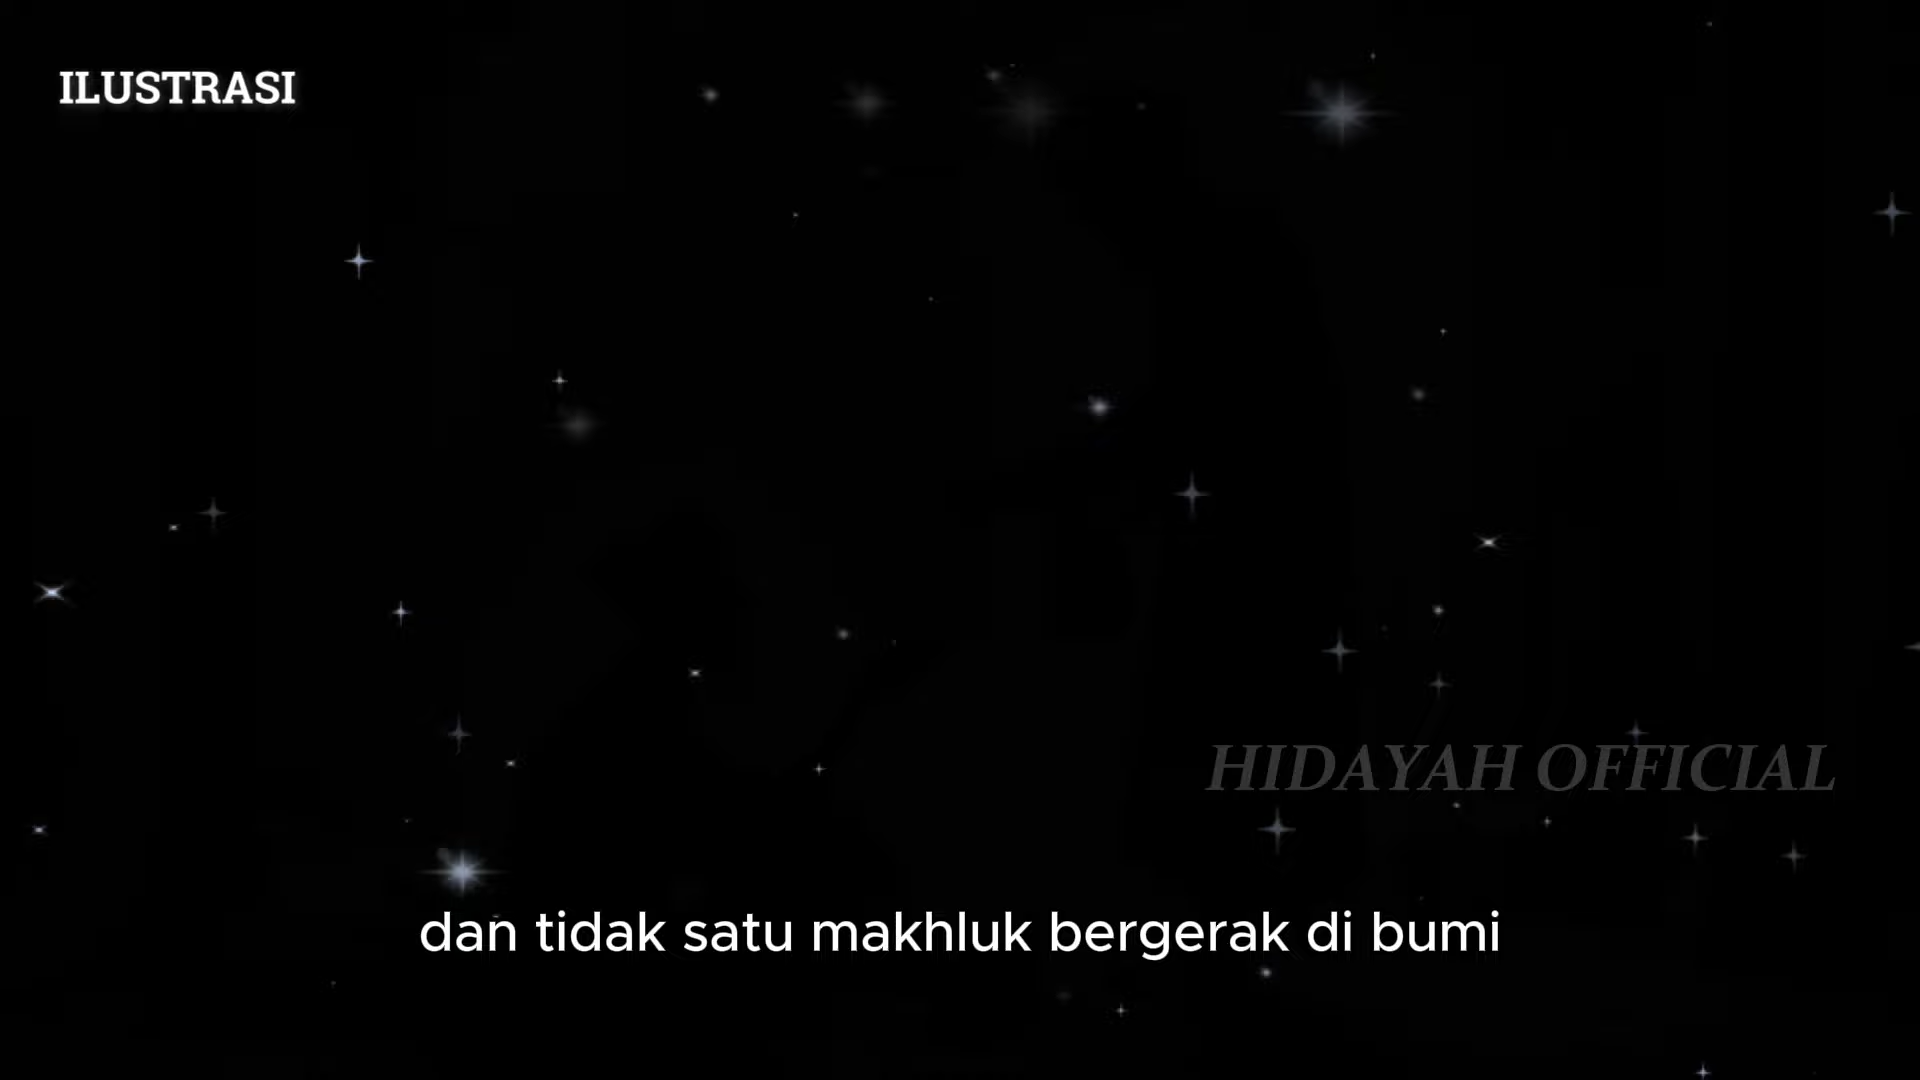 ILUSTRASI
HIDAYAH OFFICIAL
dan tidak satu makhluk bergerak di bumi